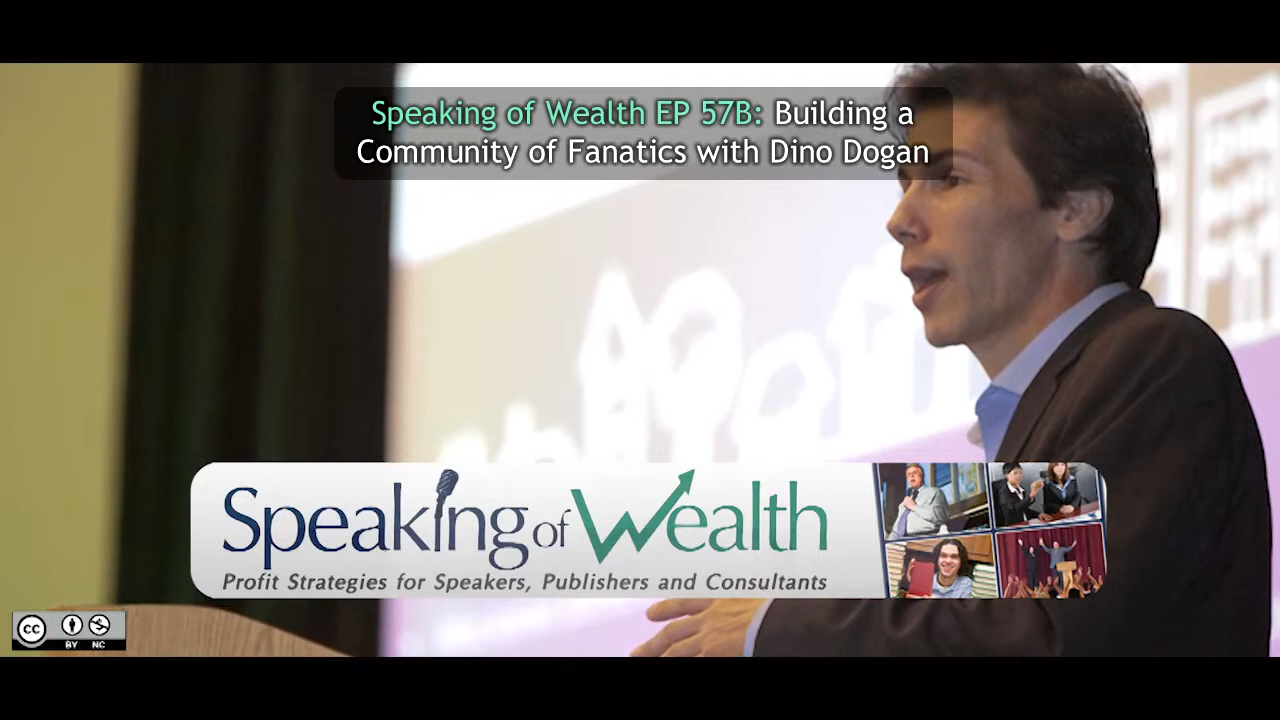 Speaking of Wealth EP 57B: Building a
Community of Fanatics with Dino Dogan
Speaking of Wealth
Profit Strategies for Speakers, Publishers and Consultants
cc
BY NC